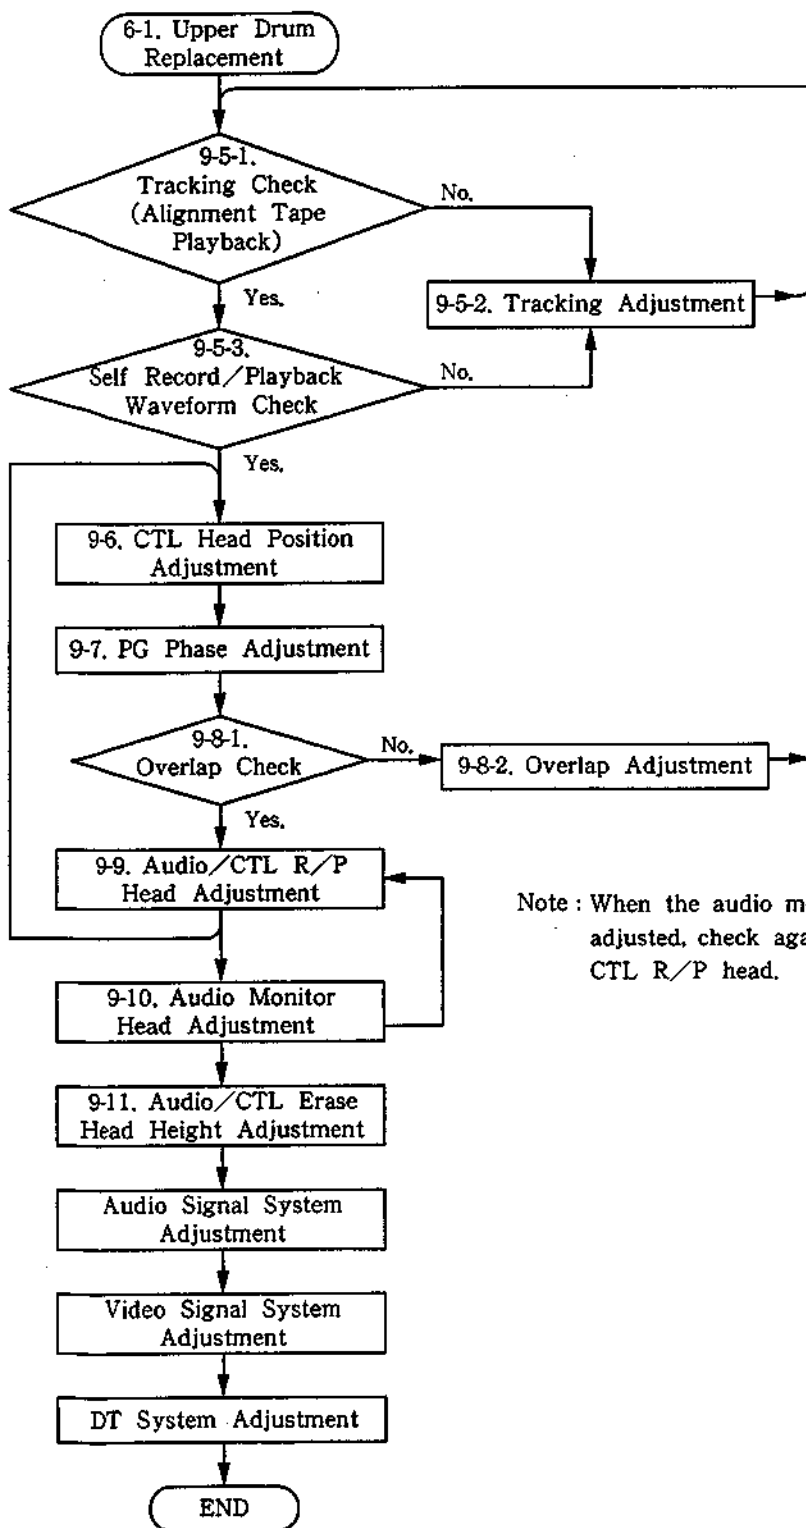 6-1. Upper Drum
Replacement
9-5-1.
Tracking Check
(Alignment Tape
Playback)
No.
Yes.
9-5-2. Tracking Adjustment
9-5-3.
Self Record/Playback
Waveform Check
No.
Yes.
9-6. CTL Head Position
Adjustment
9-7. PG Phase Adjustment
9-8-1.
Overlap Check
No.
9-8-2. Overlap Adjustment
Yes.
9-9. Audio/CTL R/P
Head Adjustment
Note : When the audio
adjusted, check
CTL R/P head.
9-10. Audio Monitor
Head Adjustment
9-11. Audio/CTL Erase
Head Height Adjustment
Audio Signal System
Adjustment
Video Signal System
Adjustment
DT System Adjustment
END